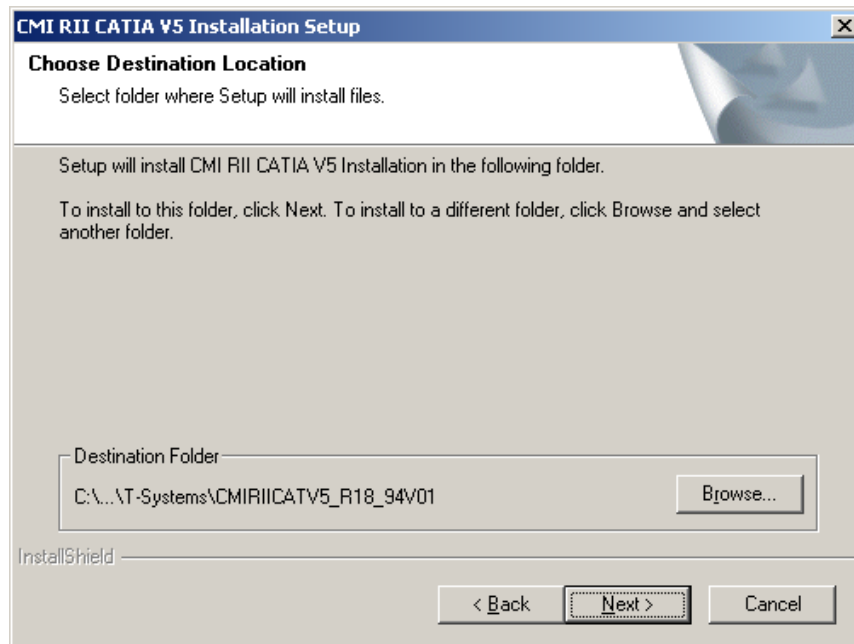 CMI RII CATIA V5 Installation Setup
Choose Destination Location
Select folder where Setup will install files.
Setup will install CMI RII CATIA V5 Installation in the following folder.
To install to this folder, click Next. To install to a different folder, click Browse and select
another folder.
Destination Folder
C:\...\T-Systems\CMIRIICATV5_R18_94V01
Browse...
InstallShield
< Back
Next >
Cancel